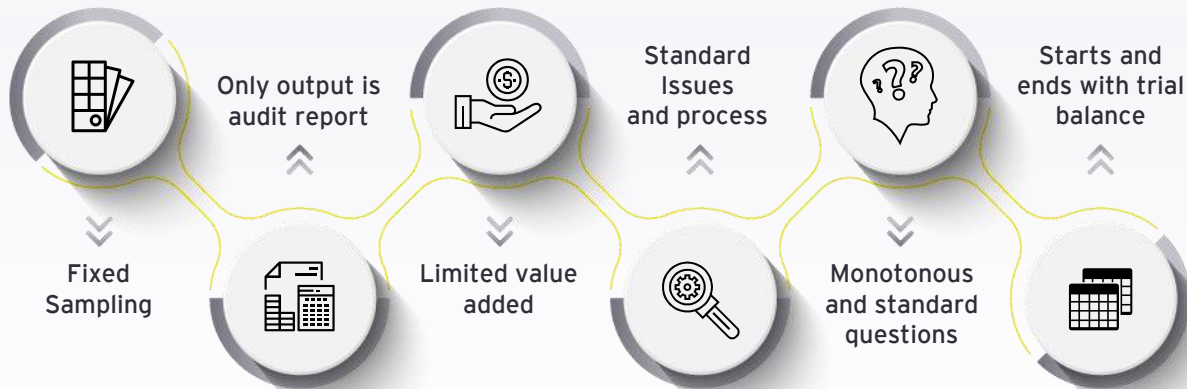 Fixed
Sampling
Only output is
audit report
Limited value
added
Standard
Issues
and process
Monotonous
and standard
questions
Starts and
ends with trial
balance